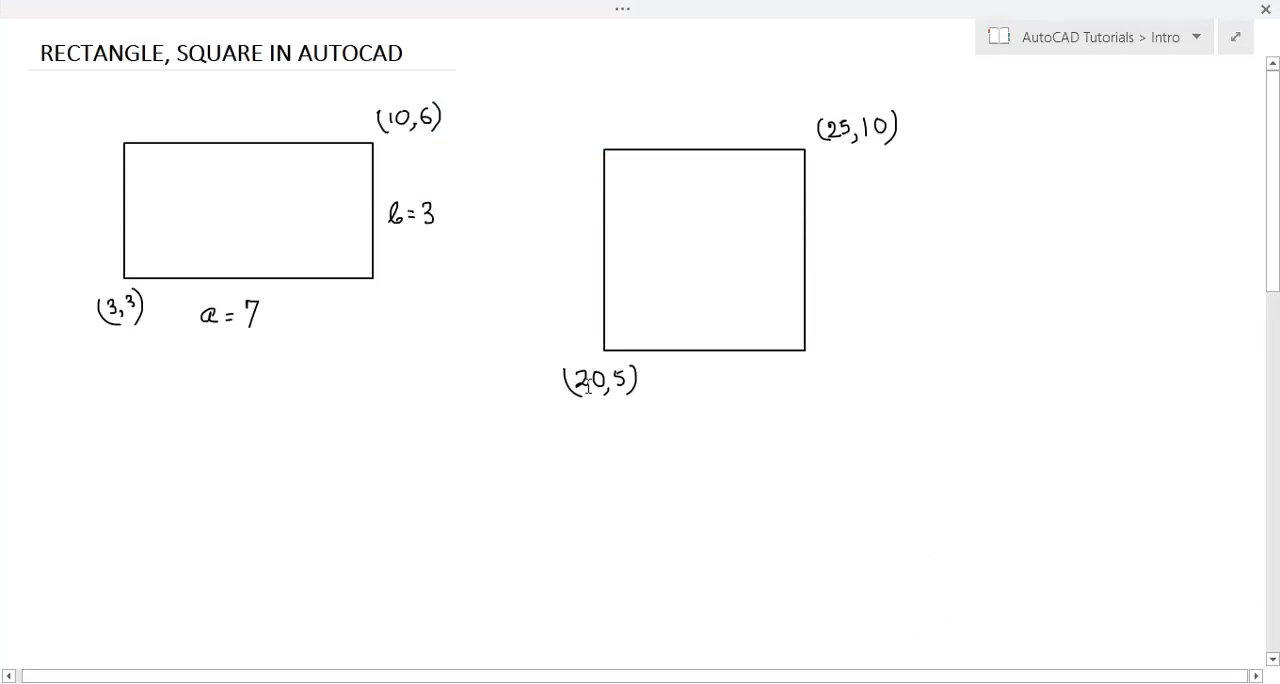 AutoCAD Tutorials > Intro
RECTANGLE, SQUARE IN AUTOCAD
(10,6)
b=3
(3,3)
a=7
(25,10)
(20,5)